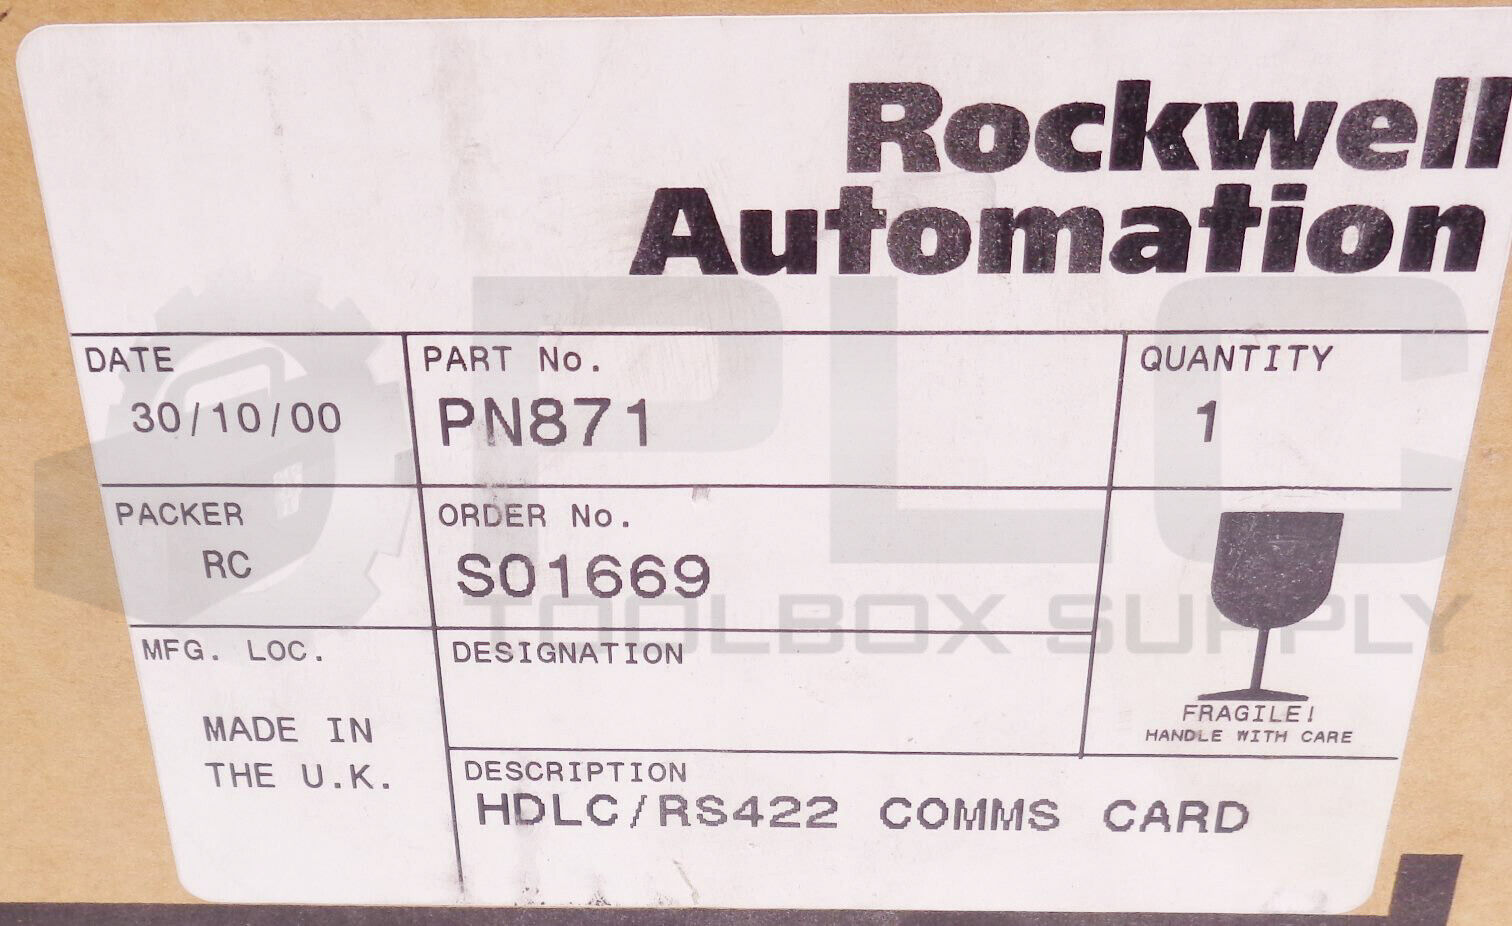 Rockwell
Automation
DATE
30/10/00
PART No.
PN871
QUANTITY
1
PACKER
RC
ORDER No.
SO1669
MFG. LOC.
MADE IN
THE U.K.
DESIGNATION
FRAGILE!
HANDLE WITH CARE
DESCRIPTION
HDLC/RS422 COMMS CARD
PLC
TOOLBOX SUPPLY